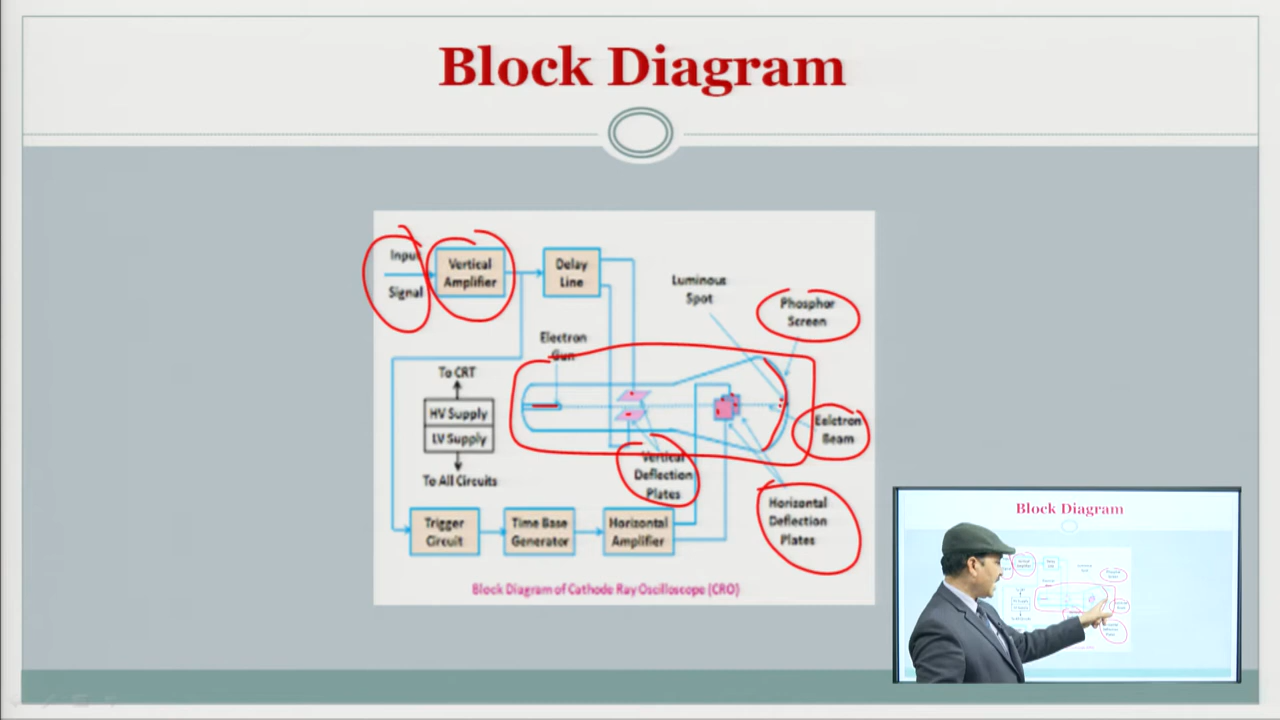 Block Diagram
Input
Signal
Vertical
Amplifier
Delay
Line
Luminous
Spot
Phosphor
Screen
Electron
Gun
To CRT
HV Supply
LV Supply
To All Circuits
Eelctron
Beam
Vertical
Deflection
Plates
Horizontal
Deflection
Plates
Trigger
Circuit
Time Base
Generator
Horizontal
Amplifier
Block Diagram of Cathode Ray Oscilloscope (CRO)
Block Diagram